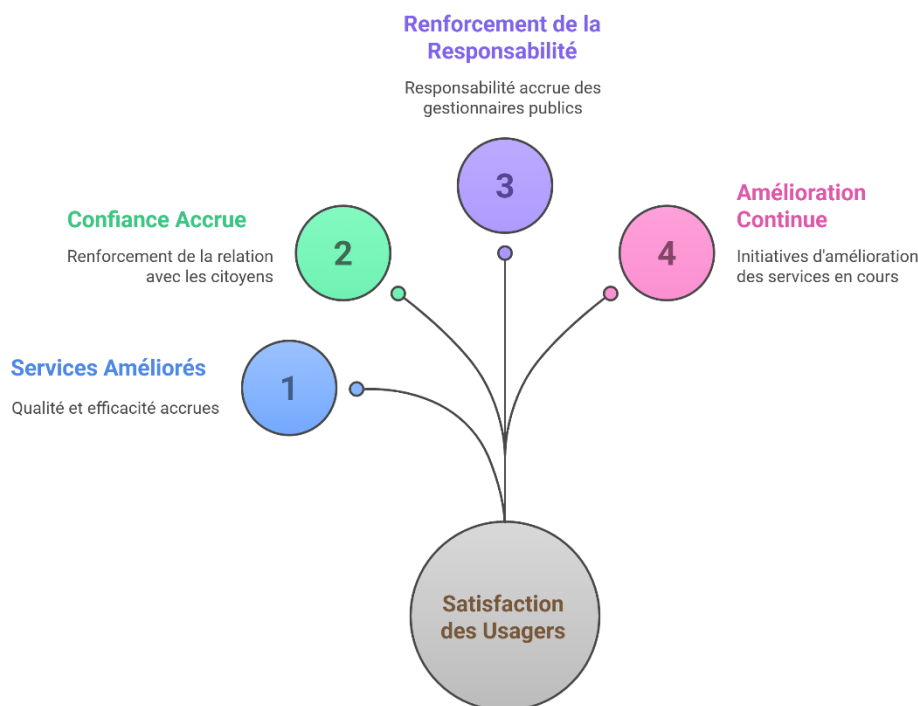 Renforcement de la
Responsabilité
Responsabilité accrue des
gestionnaires publics
3
Confiance Accrue
Renforcement de la relation
avec les citoyens
2
Amélioration
Continue
Initiatives d'amélioration
des services en cours
4
Services Améliorés
Qualité et efficacité accrues
1
Satisfaction
des Usagers